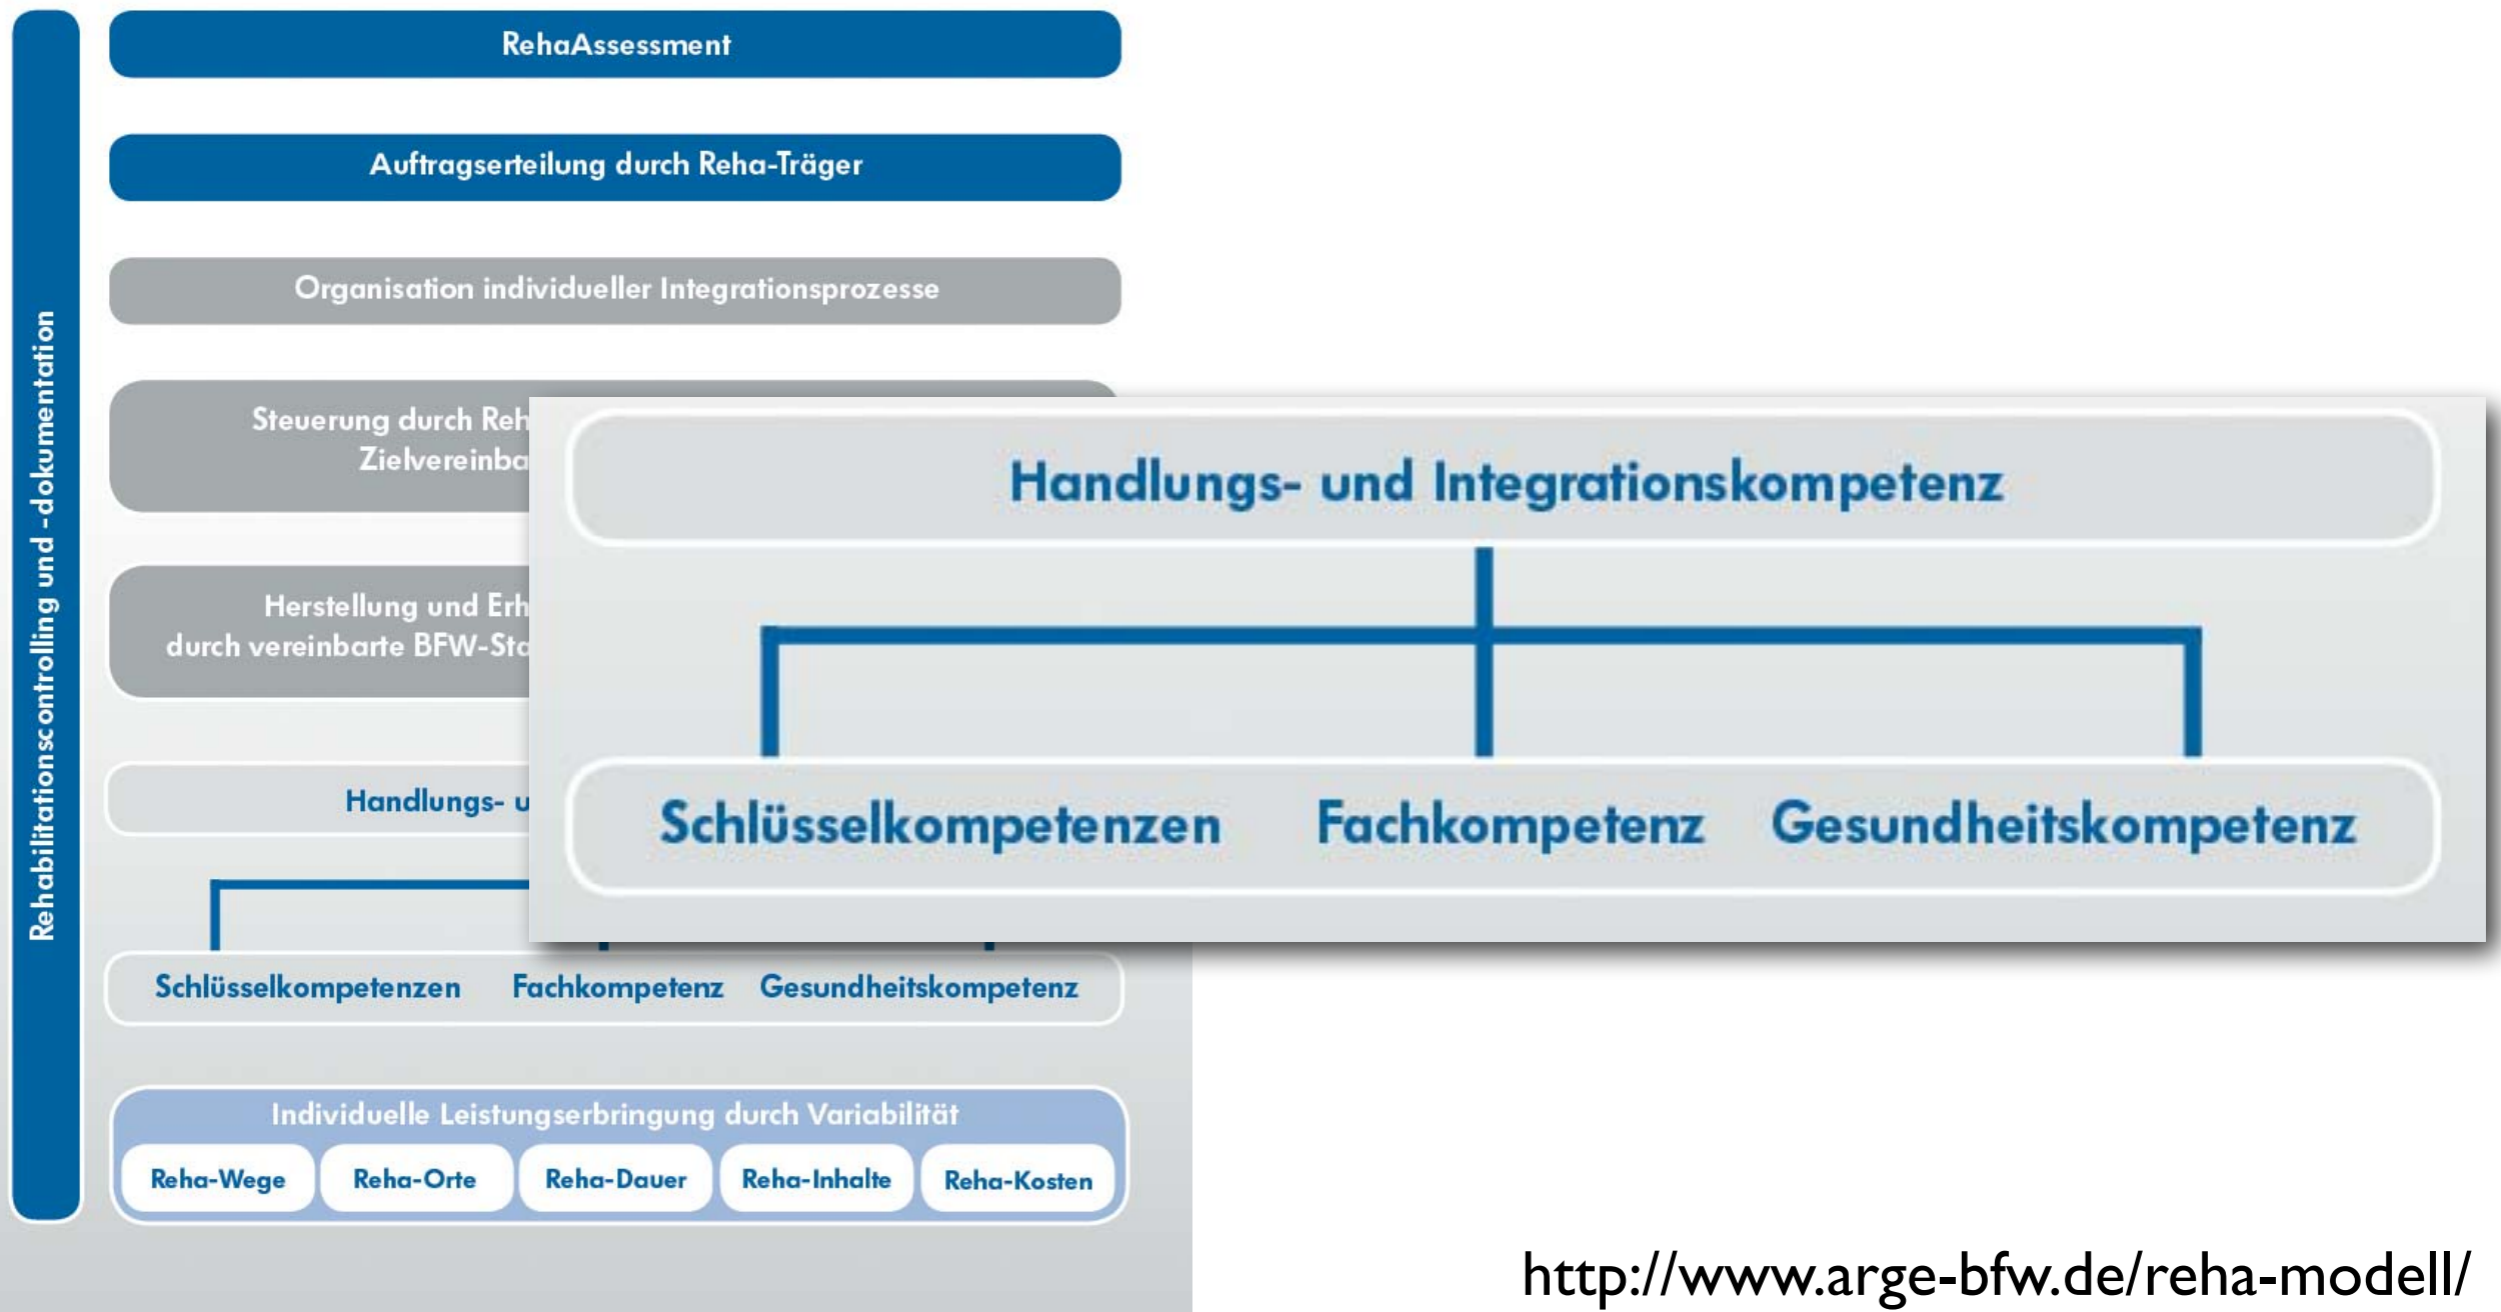 Rehabilitationscontrolling und -dokumentation
RehaAssessment
Auftragserteilung durch Reha-Träger
Organisation individueller Integrationsprozesse
Steuerung durch Reh
Zielvereinba
Herstellung und Erh
durch vereinbarte BFW-Sta
Handlungs- u
Schlüsselkompetenzen Fachkompetenz Gesundheitskompetenz
Individuelle Leistungserbringung durch Variabilität
Reha-Wege Reha-Orte Reha-Dauer Reha-Inhalte Reha-Kosten
Handlungs- und Integrationskompetenz
Schlüsselkompetenzen Fachkompetenz Gesundheitskompetenz
http://www.arge-bfw.de/reha-modell/